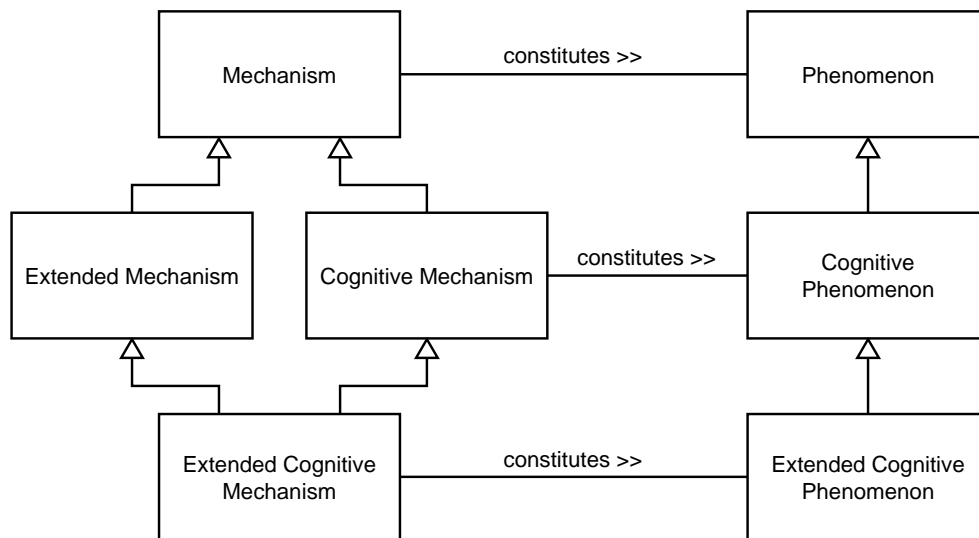 Mechanism
constitutes >>
Phenomenon
Extended Mechanism
Cognitive Mechanism
constitutes >>
Cognitive
Phenomenon
Extended Cognitive
Mechanism
constitutes >>
Extended Cognitive
Phenomenon